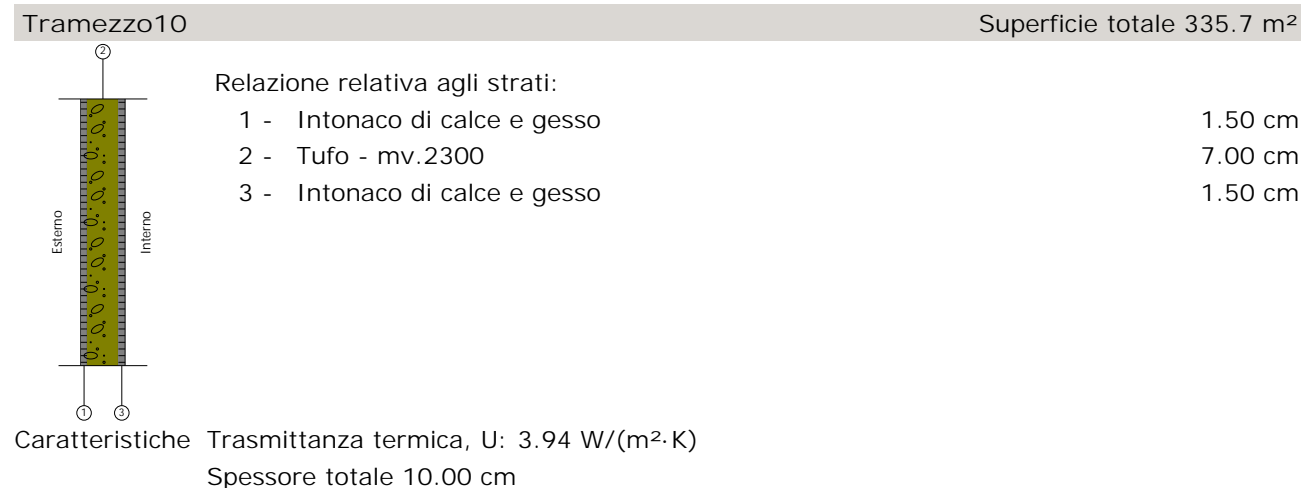 Tramezzo10 Superficie totale 335.7 m²
2
Relazione relativa agli strati:
1 - Intonaco di calce e gesso 1.50 cm
2 - Tufo - mv.2300 7.00 cm
3 - Intonaco di calce e gesso 1.50 cm
Esterno
Interno
1 3
Caratteristiche Trasmittanza termica, U: 3.94 W/(m²·K)
Spessore totale 10.00 cm